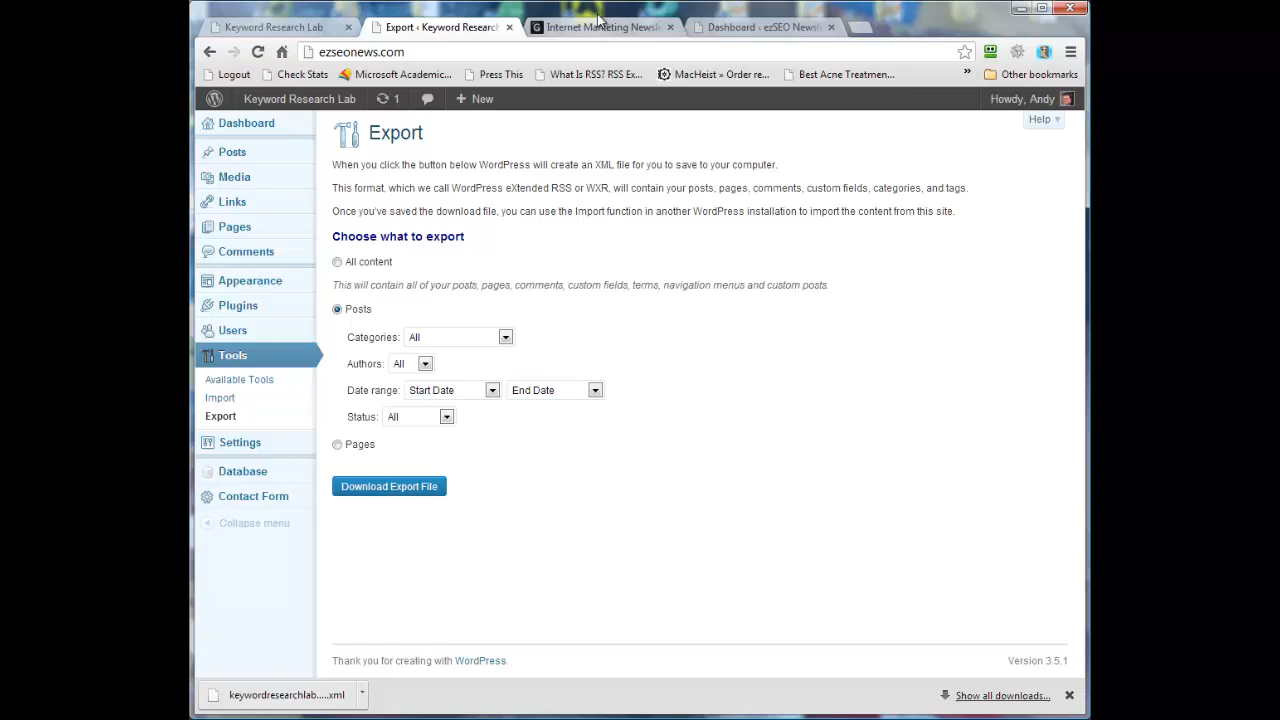 Keyword Research Lab
Export ‹ Keyword Researc
Internet Marketing Newsle
Dashboard ‹ ezSEO Newsle
ezseonews.com
Logout
Check Stats
Microsoft Academic...
Press This
What Is RSS? RSS Ex...
MacHeist » Order re...
Best Acne Treatmen...
»
Other bookmarks
Keyword Research Lab
1
+ New
Howdy, Andy
Dashboard
Posts
Media
Links
Pages
Comments
Appearance
Plugins
Users
Tools
Available Tools
Import
Export
Settings
Database
Contact Form
Collapse menu
Help
Export
When you click the button below WordPress will create an XML file for you to save to your computer.
This format, which we call WordPress eXtended RSS or WXR, will contain your posts, pages, comments, custom fields, categories, and tags.
Once you've saved the download file, you can use the Import function in another WordPress installation to import the content from this site.
Choose what to export
All content
This will contain all of your posts, pages, comments, custom fields, terms, navigation menus and custom posts.
Posts
Categories: All
Authors: All
Date range: Start Date End Date
Status: All
Pages
Download Export File
Thank you for creating with WordPress.
Version 3.5.1
keywordresearchlab.....xml
Show all downloads...